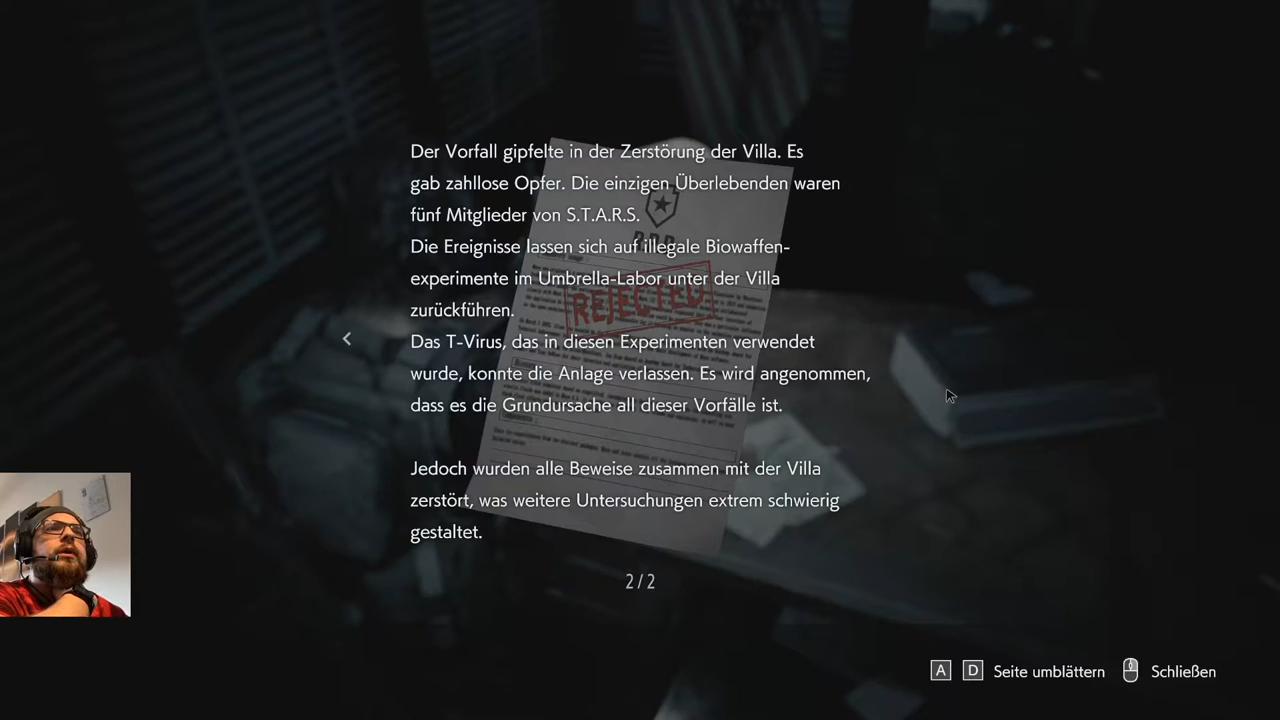 Der Vorfall gipfelte in der Zerstörung der Villa. Es
gab zahllose Opfer. Die einzigen Überlebenden waren
fünf Mitglieder von S.T.A.R.S.
Die Ereignisse lassen sich auf illegale Biowaffen-
experimente im Umbrella-Labor unter der Villa
zurückführen.
Das T-Virus, das in diesen Experimenten verwendet
wurde, konnte die Anlage verlassen. Es wird angenommen,
dass es die Grundursache all dieser Vorfälle ist.
Jedoch wurden alle Beweise zusammen mit der Villa
zerstört, was weitere Untersuchungen extrem schwierig
gestaltet.
2/2
R.P.D.
REJECTED
A D Seite umblättern Schließen